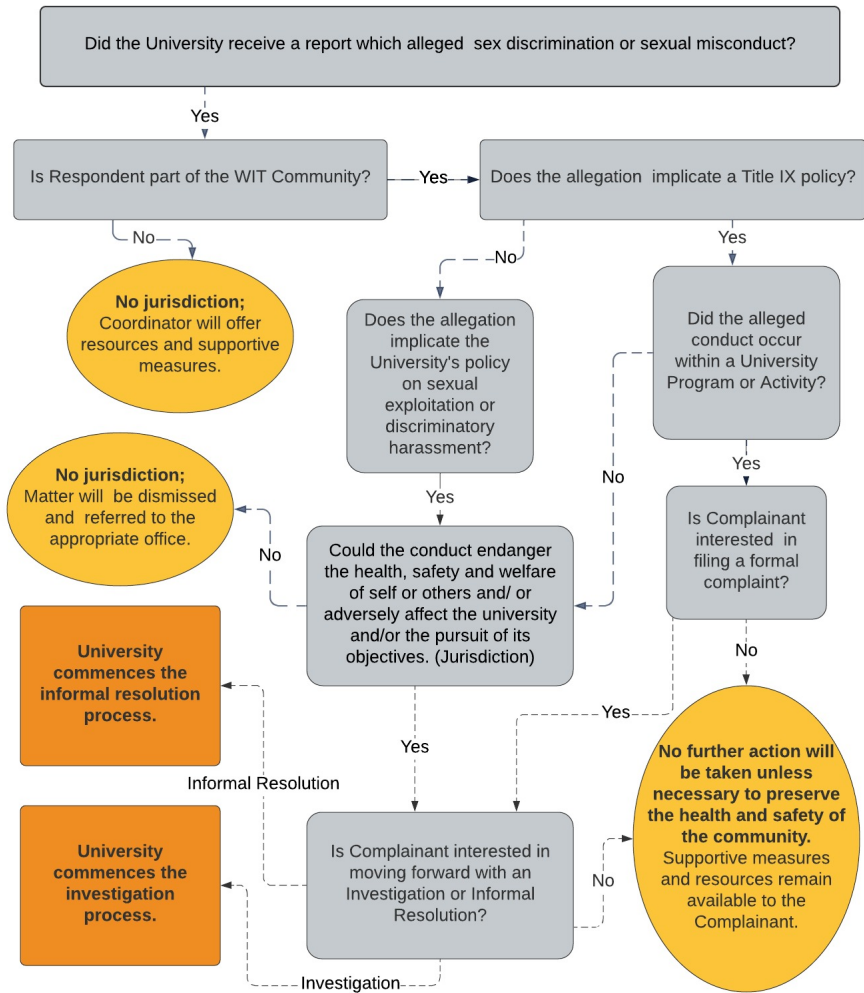 Did the University receive a report which alleged  sex discrimination or sexual misconduct?
Yes
Is Respondent part of the WIT Community?
Yes
Does the allegation  implicate a Title IX policy?
No
No
Yes
No jurisdiction;
Coordinator will offer
resources and supportive
measures.
Does the allegation
implicate the
University's policy
on sexual
exploitation or
discriminatory
harassment?
Did the alleged
conduct occur
within a University
Program or Activity?
No
Yes
Yes
No jurisdiction;
Matter will  be dismissed
and  referred to the
appropriate office.
No
Could the conduct endanger
the health, safety and welfare
of self or others and/ or
adversely affect the university
and/or the pursuit of its
objectives. (Jurisdiction)
Is Complainant
interested  in
filing a formal
complaint?
No
Yes
Yes
University
commences the
informal resolution
process.
Informal Resolution
No further action will
be taken unless
necessary to preserve
the health and safety of
the community.
Supportive measures
and resources remain
available to the
Complainant.
Is Complainant interested in
moving forward with an
Investigation or Informal
Resolution?
No
University
commences the
investigation
process.
Investigation